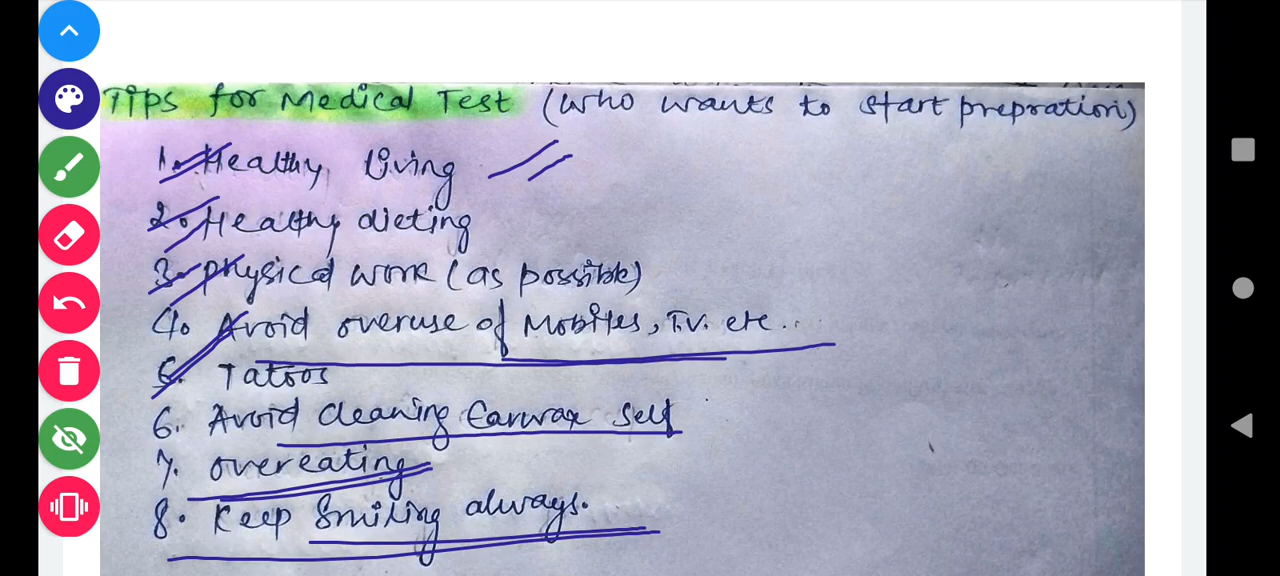 Tips for Medical Test (who wants to start prepration)
1. Healthy living
2. Healthy dieting
3. Physical work (as possible)
4. Avoid overuse of Mobiles, T.V. etc...
5. Tatoos
6. Avoid cleaning Earwax self
7. overeating
8. Keep Smiling always.